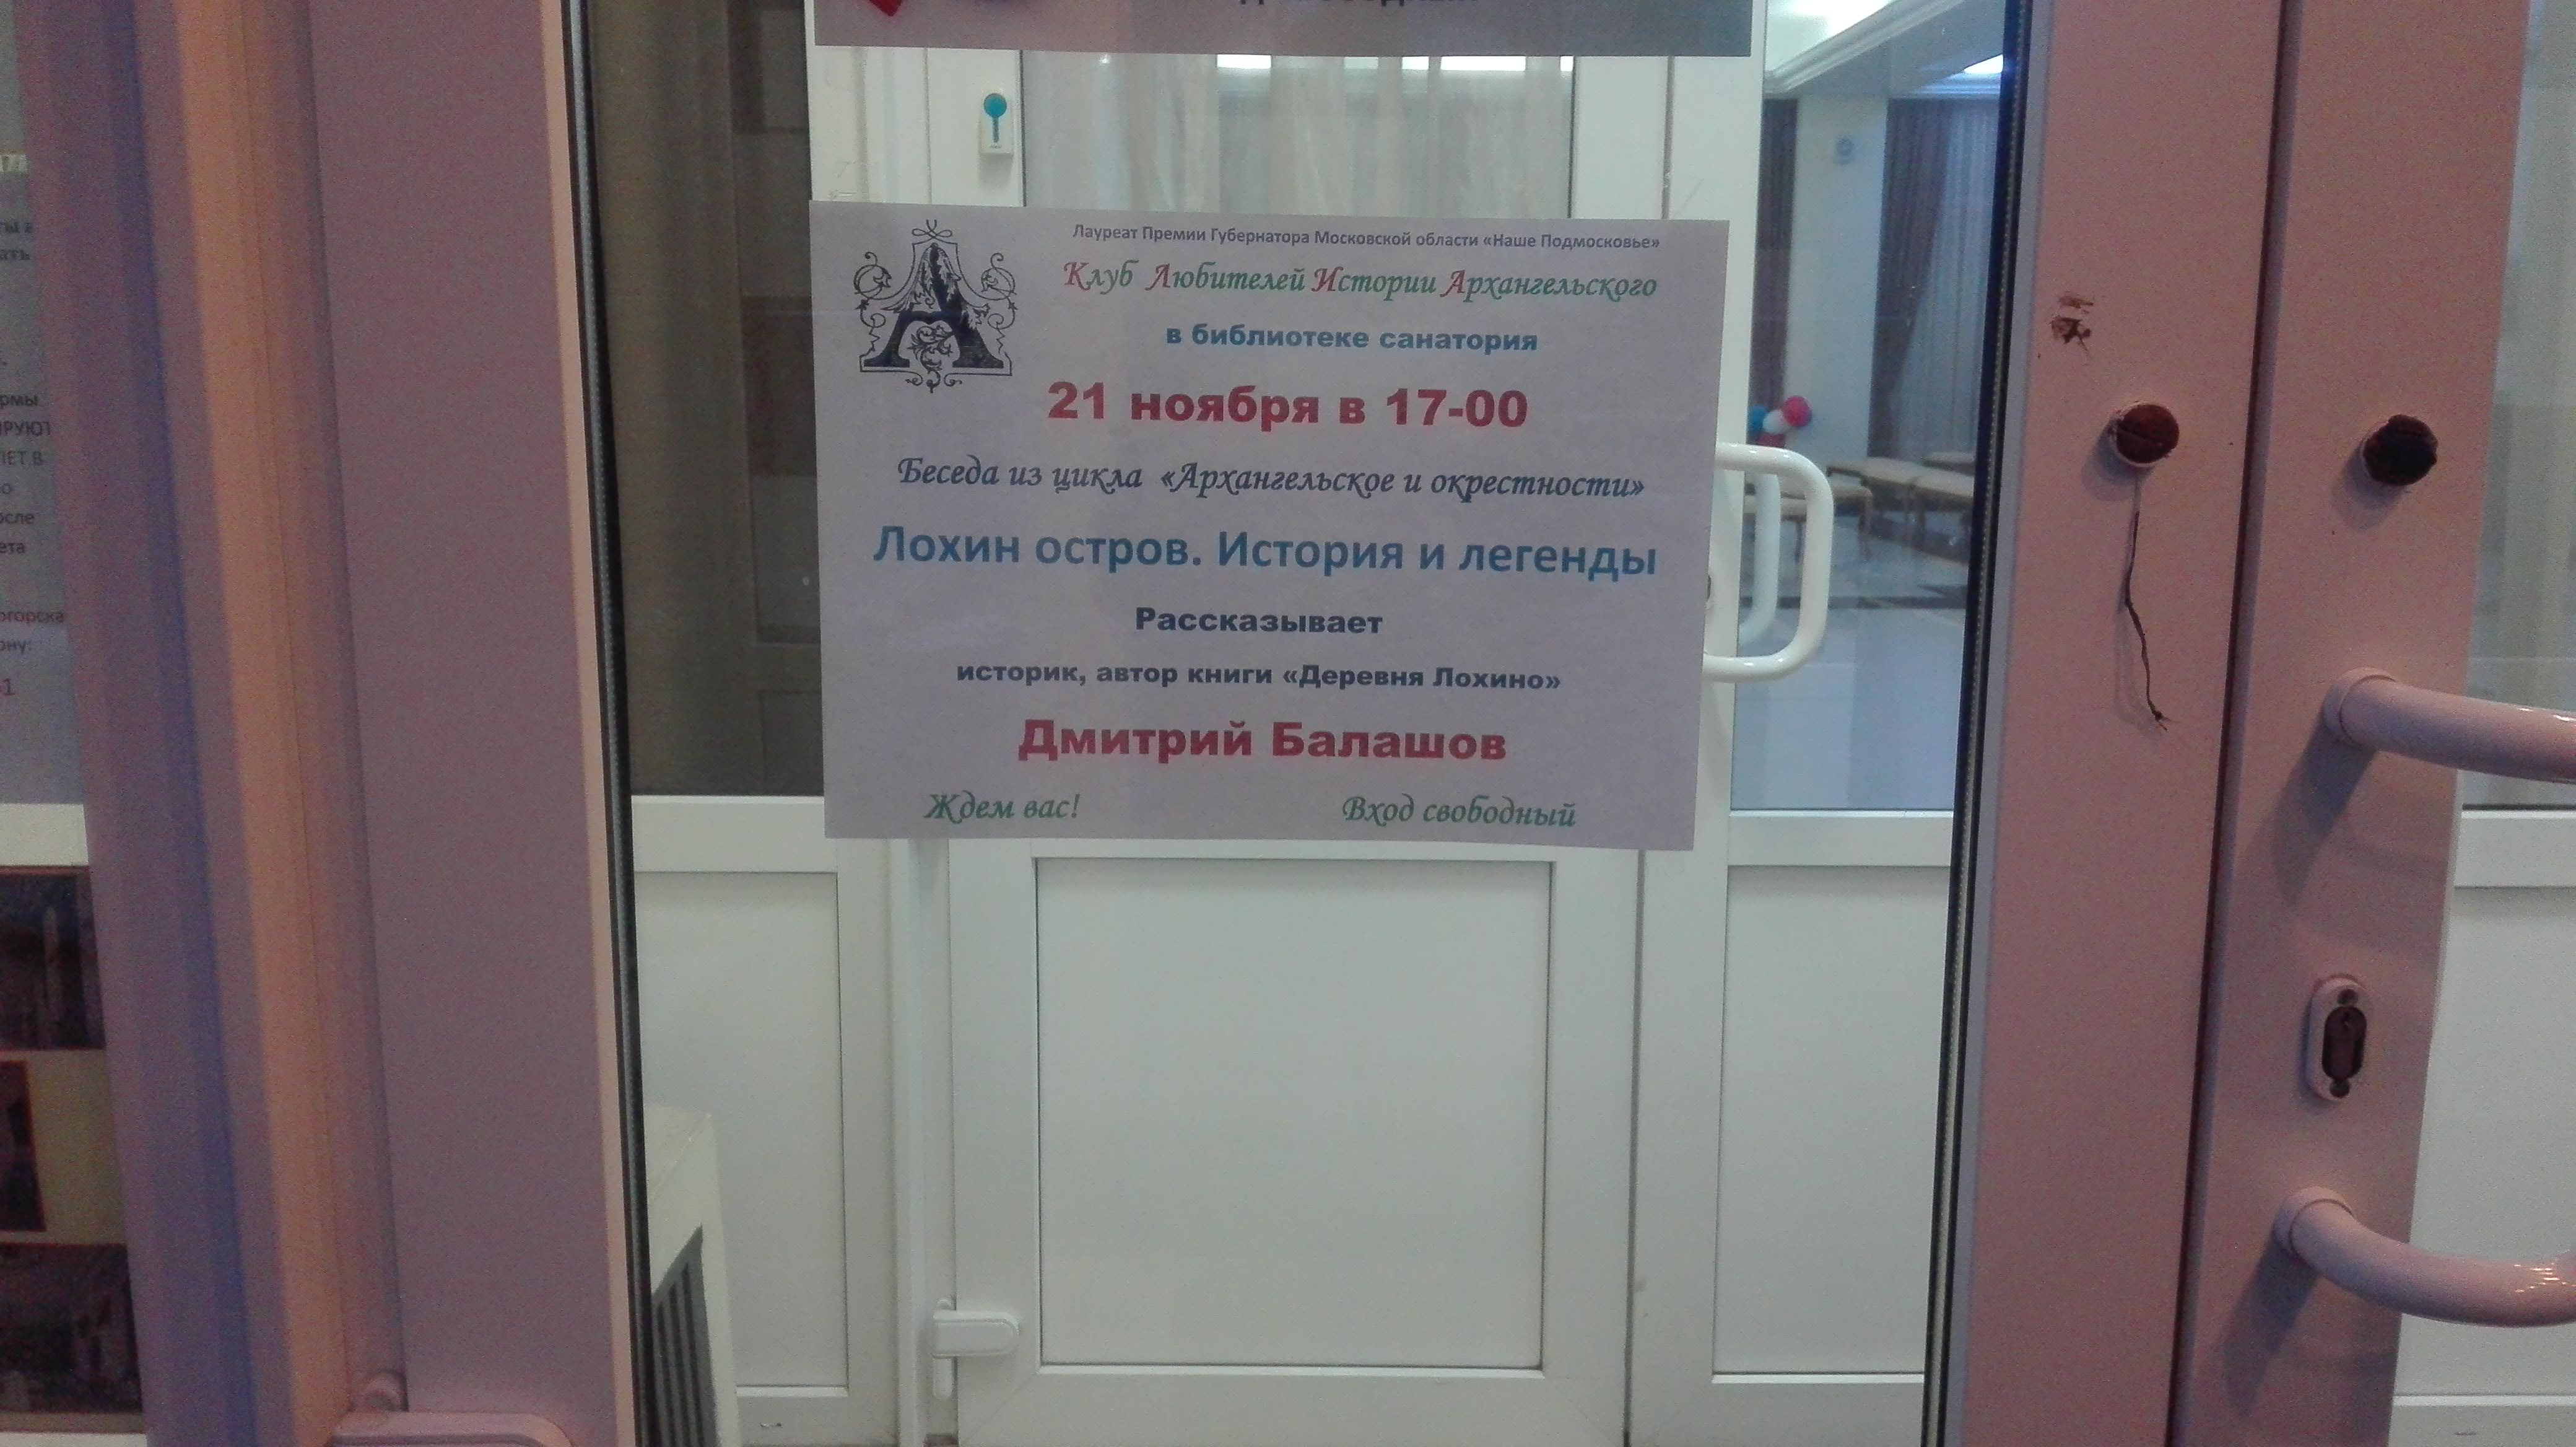 Лауреат Премии Губернатора Московской области «Наше Подмосковье»
Клуб Любителей Истории Архангельского
в библиотеке санатория
21 ноября в 17-00
Беседа из цикла «Архангельское и окрестности»
Лохин остров. История и легенды
Рассказывает
историк, автор книги «Деревня Лохино»
Дмитрий Балашов
Ждем вас! Вход свободный